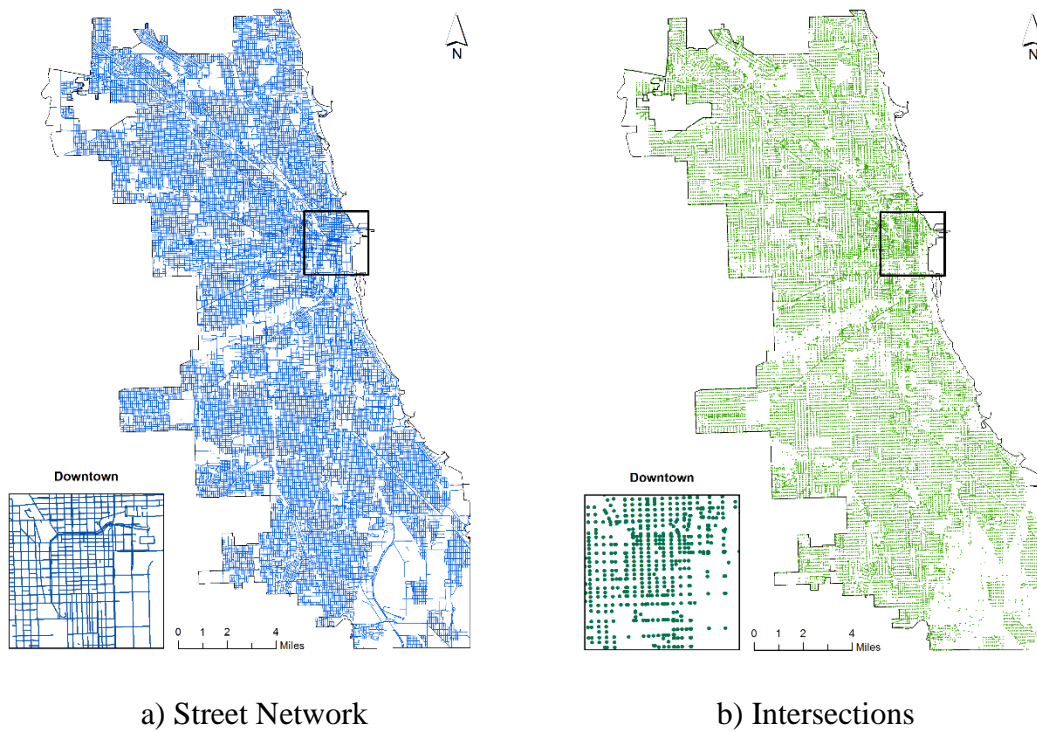 N
N
Downtown
0 1 2 4
Miles
Downtown
0 1 2 4
Miles
a) Street Network
b) Intersections